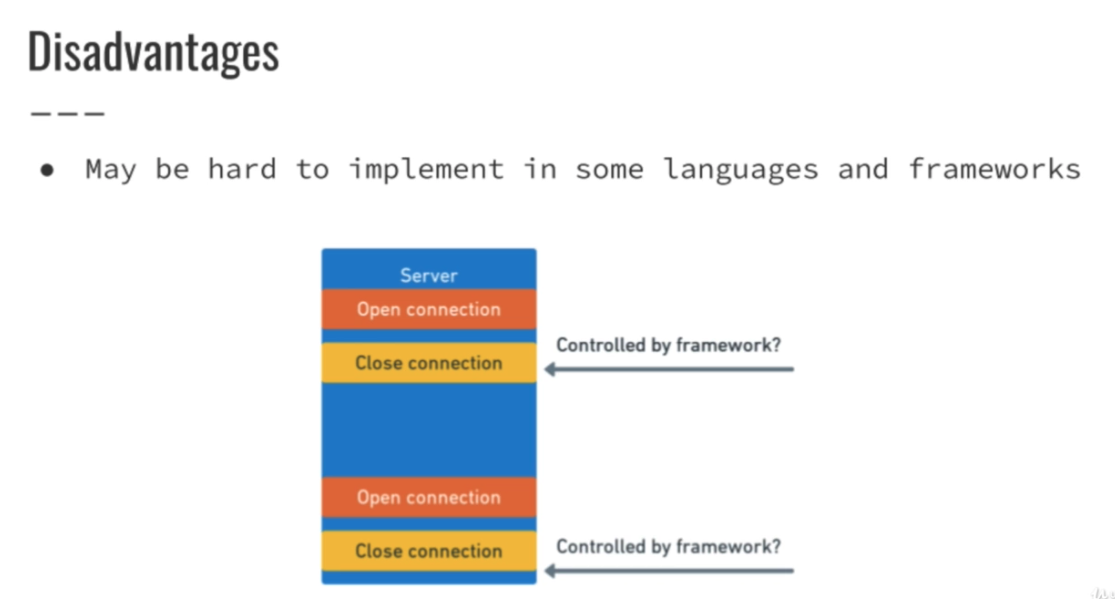 Disadvantages
● May be hard to implement in some languages and frameworks
Server
Open connection
Controlled by framework?
Close connection
Open connection
Controlled by framework?
Close connection